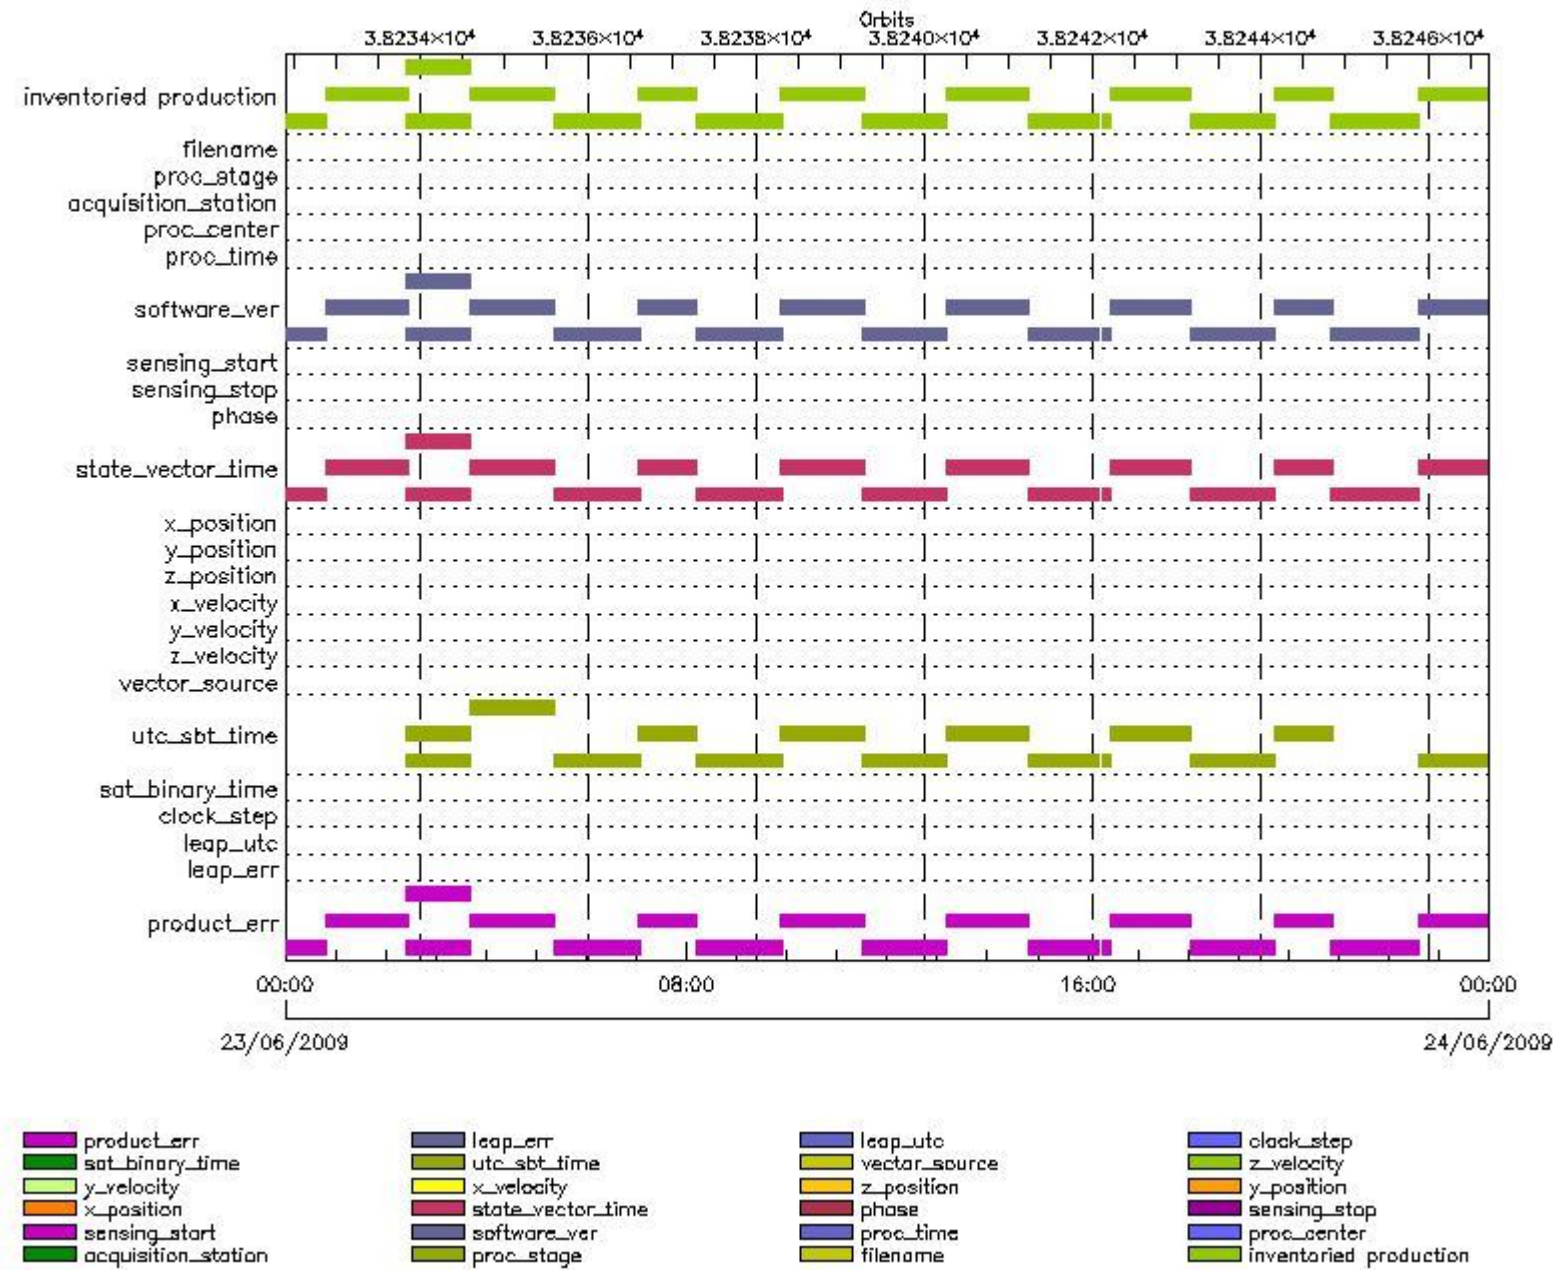 Orbits
3.8234×10⁴ 3.8236×10⁴ 3.8238×10⁴ 3.8240×10⁴ 3.8242×10⁴ 3.8244×10⁴ 3.8246×10⁴
inventoried production
filename
proc_stage
acquisition_station
proc_center
proc_time
software_ver
sensing_start
sensing_stop
phase
state_vector_time
x_position
y_position
z_position
x_velocity
y_velocity
z_velocity
vector_source
utc_sbt_time
sat_binary_time
clock_step
leap_utc
leap_err
product_err
00:00 08:00 16:00 00:00
23/06/2009 24/06/2009
product_err leap_err leap_utc clock_step
sat_binary_time utc_sbt_time vector_source z_velocity
y_velocity x_velocity z_position y_position
x_position state_vector_time phase sensing_stop
sensing_start software_ver proc_time proc_center
acquisition_station proc_stage filename inventoried production